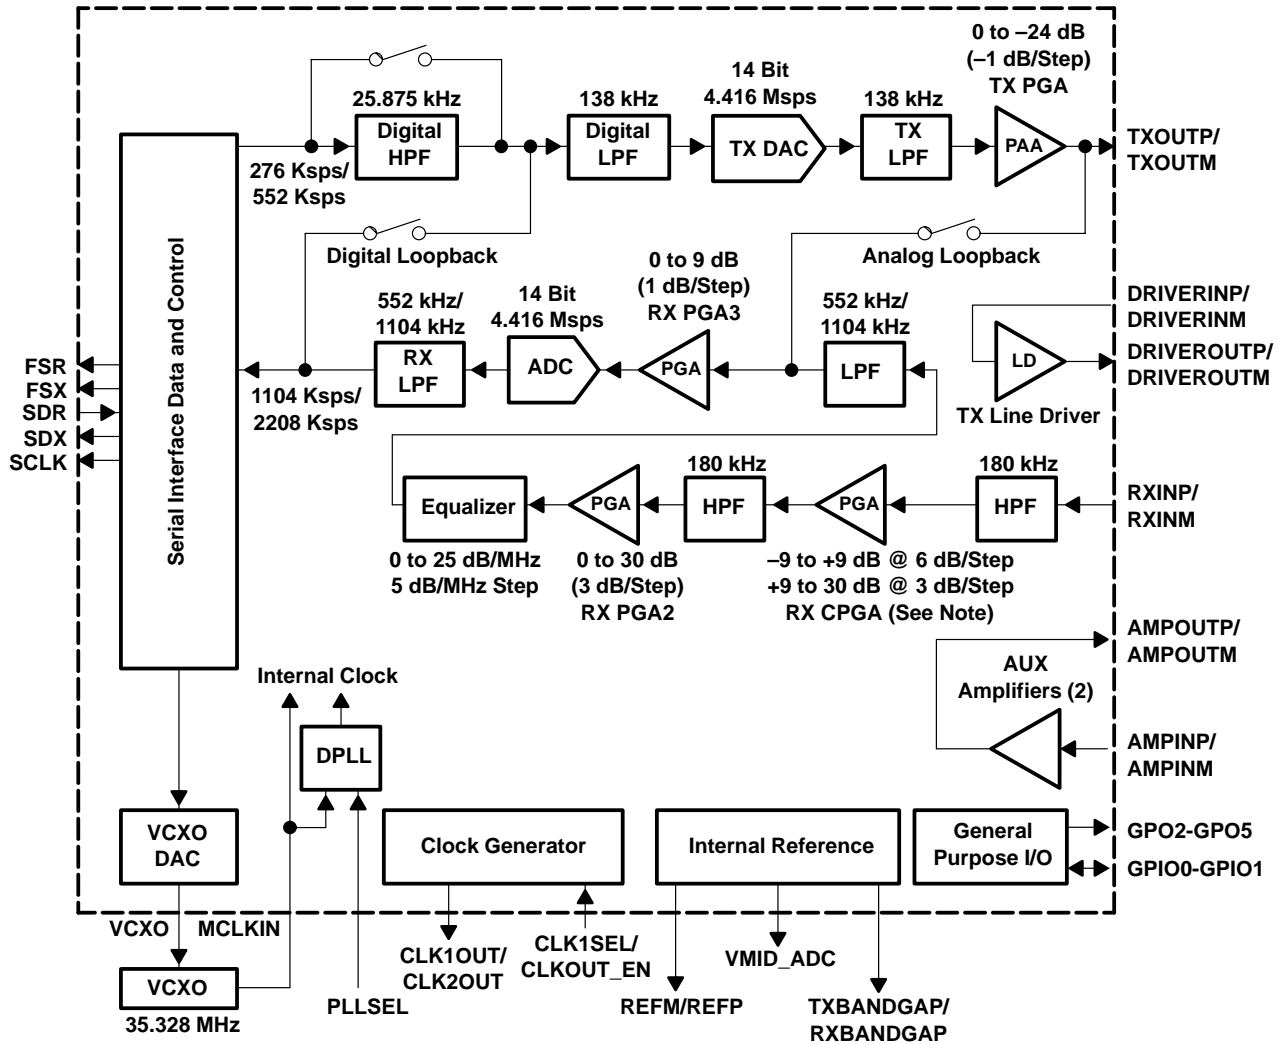 0 to –24 dB
(–1 dB/Step)
TX PGA
14 Bit
4.416 Msps
25.875 kHz
138 kHz
138 kHz
Digital
HPF
Digital
LPF
TX DAC
TX
LPF
PAA
TXOUTP/
TXOUTM
276 Ksps/
552 Ksps
Digital Loopback
Analog Loopback
Serial Interface Data and Control
0 to 9 dB
(1 dB/Step)
RX PGA3
14 Bit
4.416 Msps
552 kHz/
1104 kHz
552 kHz/
1104 kHz
RX
LPF
ADC
PGA
LPF
1104 Ksps/
2208 Ksps
DRIVERINP/
DRIVERINM
LD
DRIVEROUTP/
DRIVEROUTM
TX Line Driver
FSR
FSX
SDR
SDX
SCLK
180 kHz
180 kHz
Equalizer
PGA
HPF
PGA
HPF
RXINP/
RXINM
0 to 25 dB/MHz
5 dB/MHz Step
0 to 30 dB
(3 dB/Step)
RX PGA2
–9 to +9 dB @ 6 dB/Step
+9 to 30 dB @ 3 dB/Step
RX CPGA (See Note)
AMPOUTP/
AMPOUTM
AUX
Amplifiers (2)
AMPINP/
AMPINM
Internal Clock
DPLL
VCXO
DAC
Clock Generator
Internal Reference
General
Purpose I/O
GPO2-GPO5
GPIO0-GPIO1
VCXO
MCLKIN
CLK1OUT/
CLK2OUT
CLK1SEL/
CLKOUT_EN
VMID_ADC
VCXO
35.328 MHz
PLLSEL
REFM/REFP
TXBANDGAP/
RXBANDGAP